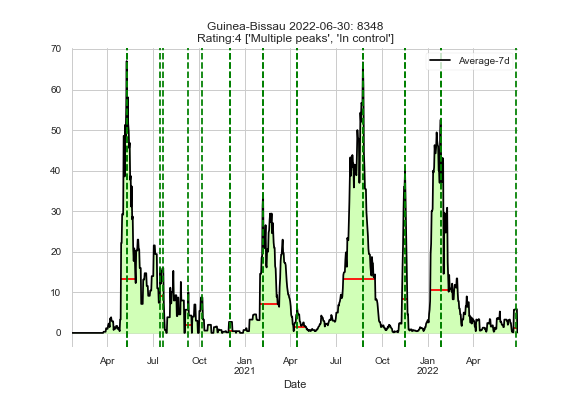 Guinea-Bissau 2022-06-30: 8348
Rating:4 ['Multiple peaks', 'In control']
Average-7d
70
60
50
40
30
20
10
0
Apr Jul Oct Jan Apr Jul Oct Jan Apr
2021 2022
Date